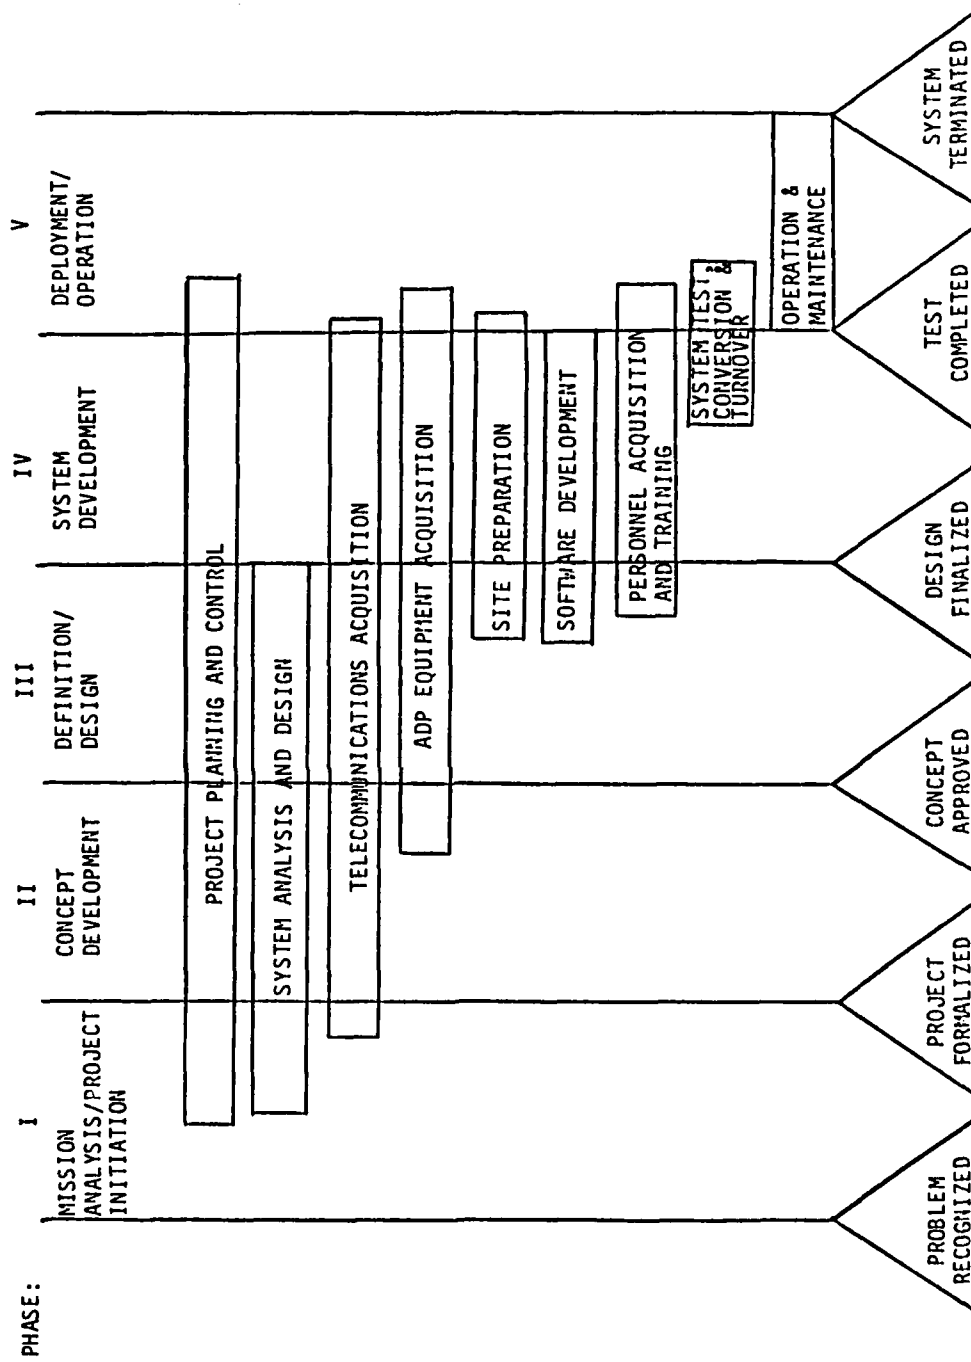 PHASE:
I
MISSION
ANALYSIS/PROJECT
INITIATION
II
CONCEPT
DEVELOPMENT
III
DEFINITION/
DESIGN
IV
SYSTEM
DEVELOPMENT
V
DEPLOYMENT/
OPERATION
PROJECT PLANNING AND CONTROL
SYSTEM ANALYSIS AND DESIGN
TELECOMMUNICATIONS ACQUISITION
ADP EQUIPMENT ACQUISITION
SITE PREPARATION
SOFTWARE DEVELOPMENT
PERSONNEL ACQUISITION
AND TRAINING
SYSTEM TEST,
CONVERSION &
TURNOVER
OPERATION &
MAINTENANCE
PROBLEM
RECOGNIZED
PROJECT
FORMALIZED
CONCEPT
APPROVED
DESIGN
FINALIZED
TEST
COMPLETED
SYSTEM
TERMINATED